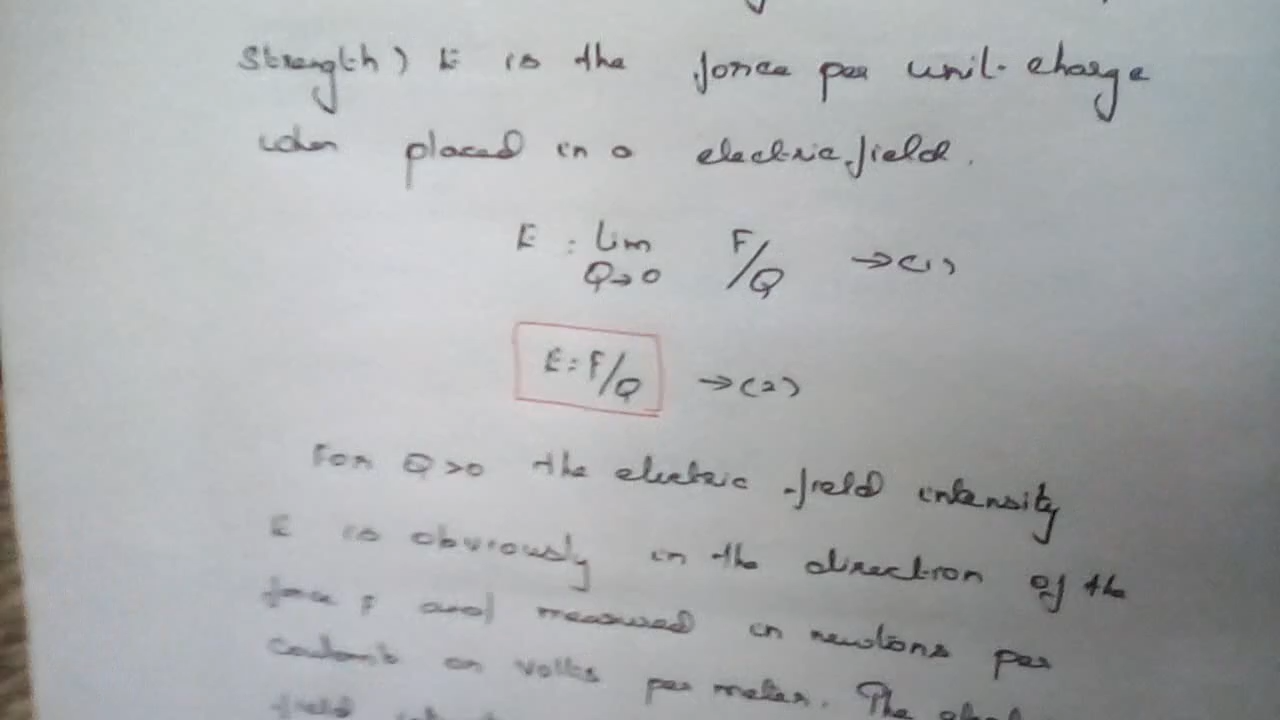 Strength) E is the force per unit charge
when placed in a electric field.
E = Lim F/Q → (1)
Q→0
E = F/Q → (2)
For Q >0 the electric field intensity
E is obviously in the direction of the
force F and measured in newtons per
coulomb or volts per meter. The
field